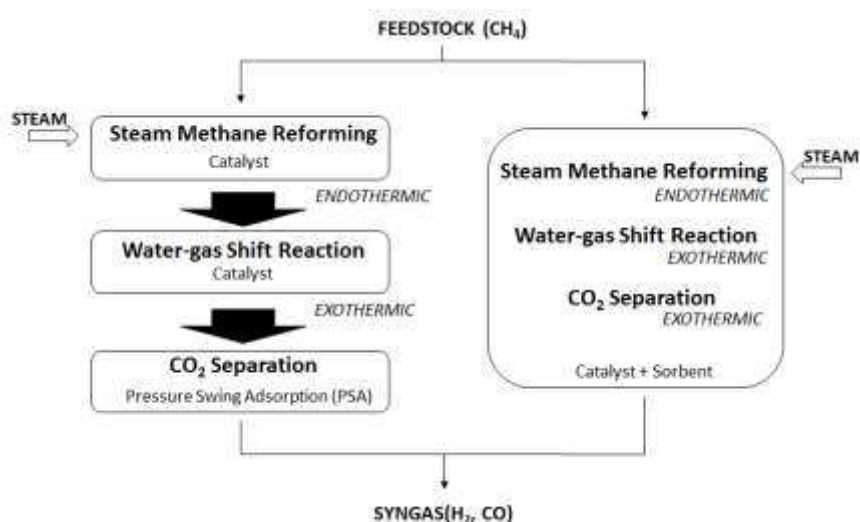 FEEDSTOCK (CH₄)
STEAM
Steam Methane Reforming
Catalyst
ENDOTHERMIC
Water-gas Shift Reaction
Catalyst
EXOTHERMIC
CO₂ Separation
Pressure Swing Adsorption (PSA)
STEAM
Steam Methane Reforming
ENDOTHERMIC
Water-gas Shift Reaction
EXOTHERMIC
CO₂ Separation
EXOTHERMIC
Catalyst + Sorbent
SYNGAS(H₂, CO)